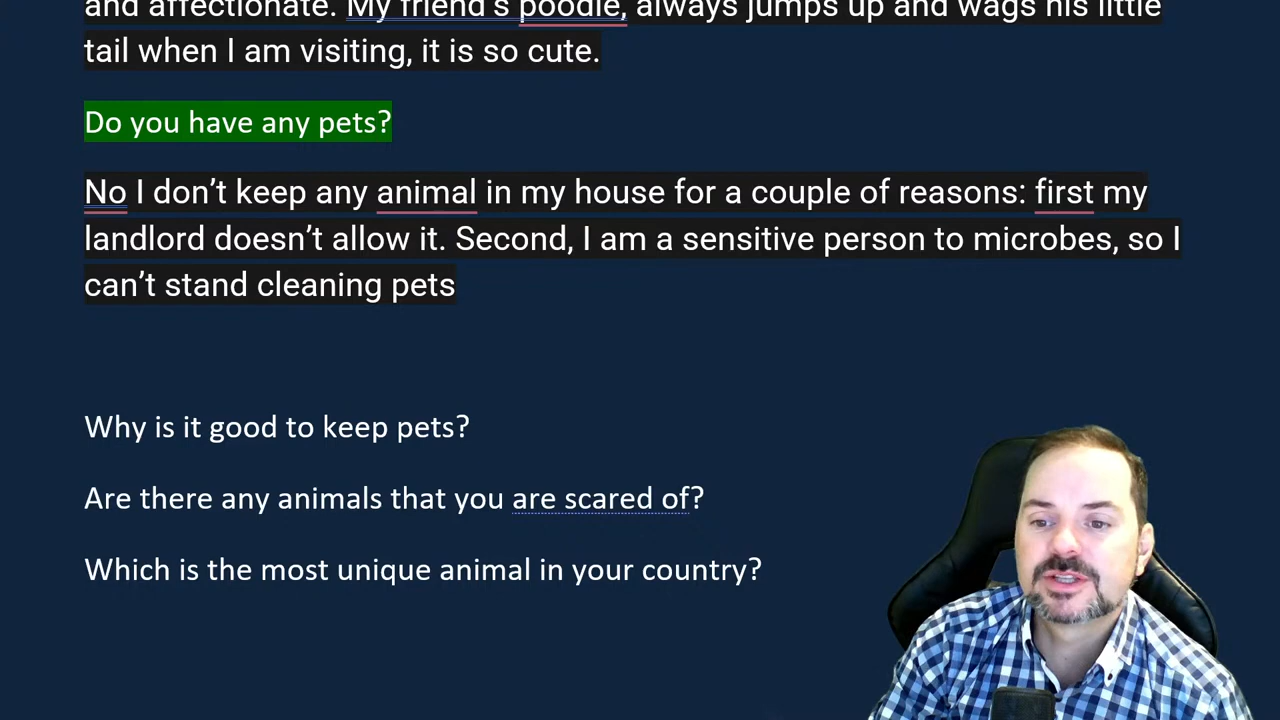 and affectionate. My friend's poodle, always jumps up and wags his little
tail when I am visiting, it is so cute.
Do you have any pets?
No I don’t keep any animal in my house for a couple of reasons: first my
landlord doesn’t allow it. Second, I am a sensitive person to microbes, so I
can’t stand cleaning pets
Why is it good to keep pets?
Are there any animals that you are scared of?
Which is the most unique animal in your country?